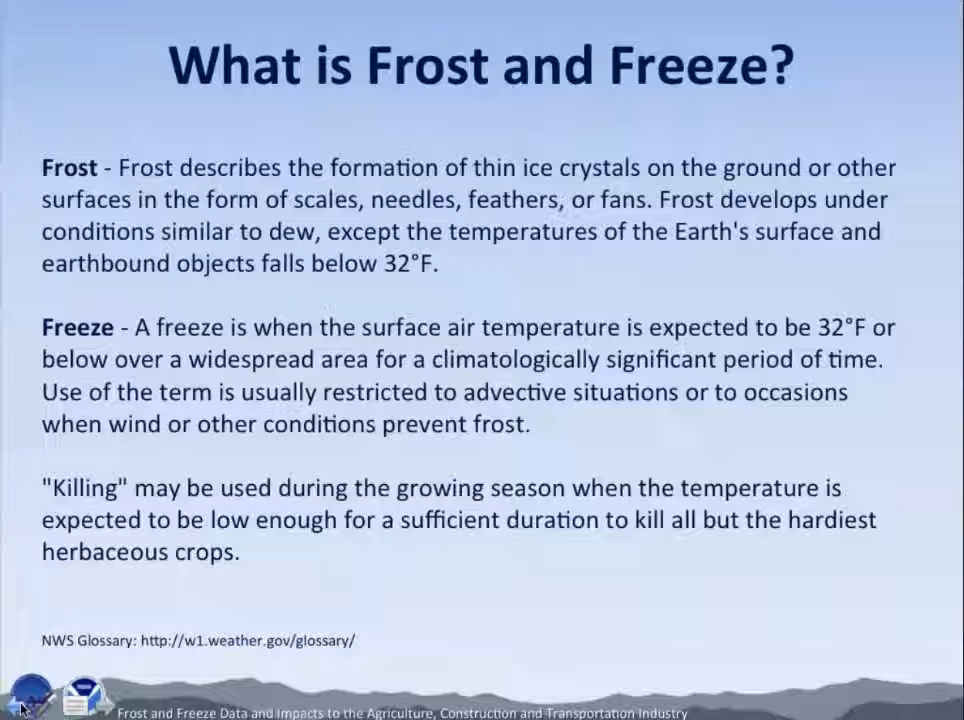 What is Frost and Freeze?
Frost - Frost describes the formation of thin ice crystals on the ground or other
surfaces in the form of scales, needles, feathers, or fans. Frost develops under
conditions similar to dew, except the temperatures of the Earth's surface and
earthbound objects falls below 32°F.
Freeze - A freeze is when the surface air temperature is expected to be 32°F or
below over a widespread area for a climatologically significant period of time.
Use of the term is usually restricted to advective situations or to occasions
when wind or other conditions prevent frost.
"Killing" may be used during the growing season when the temperature is
expected to be low enough for a sufficient duration to kill all but the hardiest
herbaceous crops.
NWS Glossary: http://w1.weather.gov/glossary/
Frost and Freeze Data and Impacts to the Agriculture, Construction and Transportation Industry